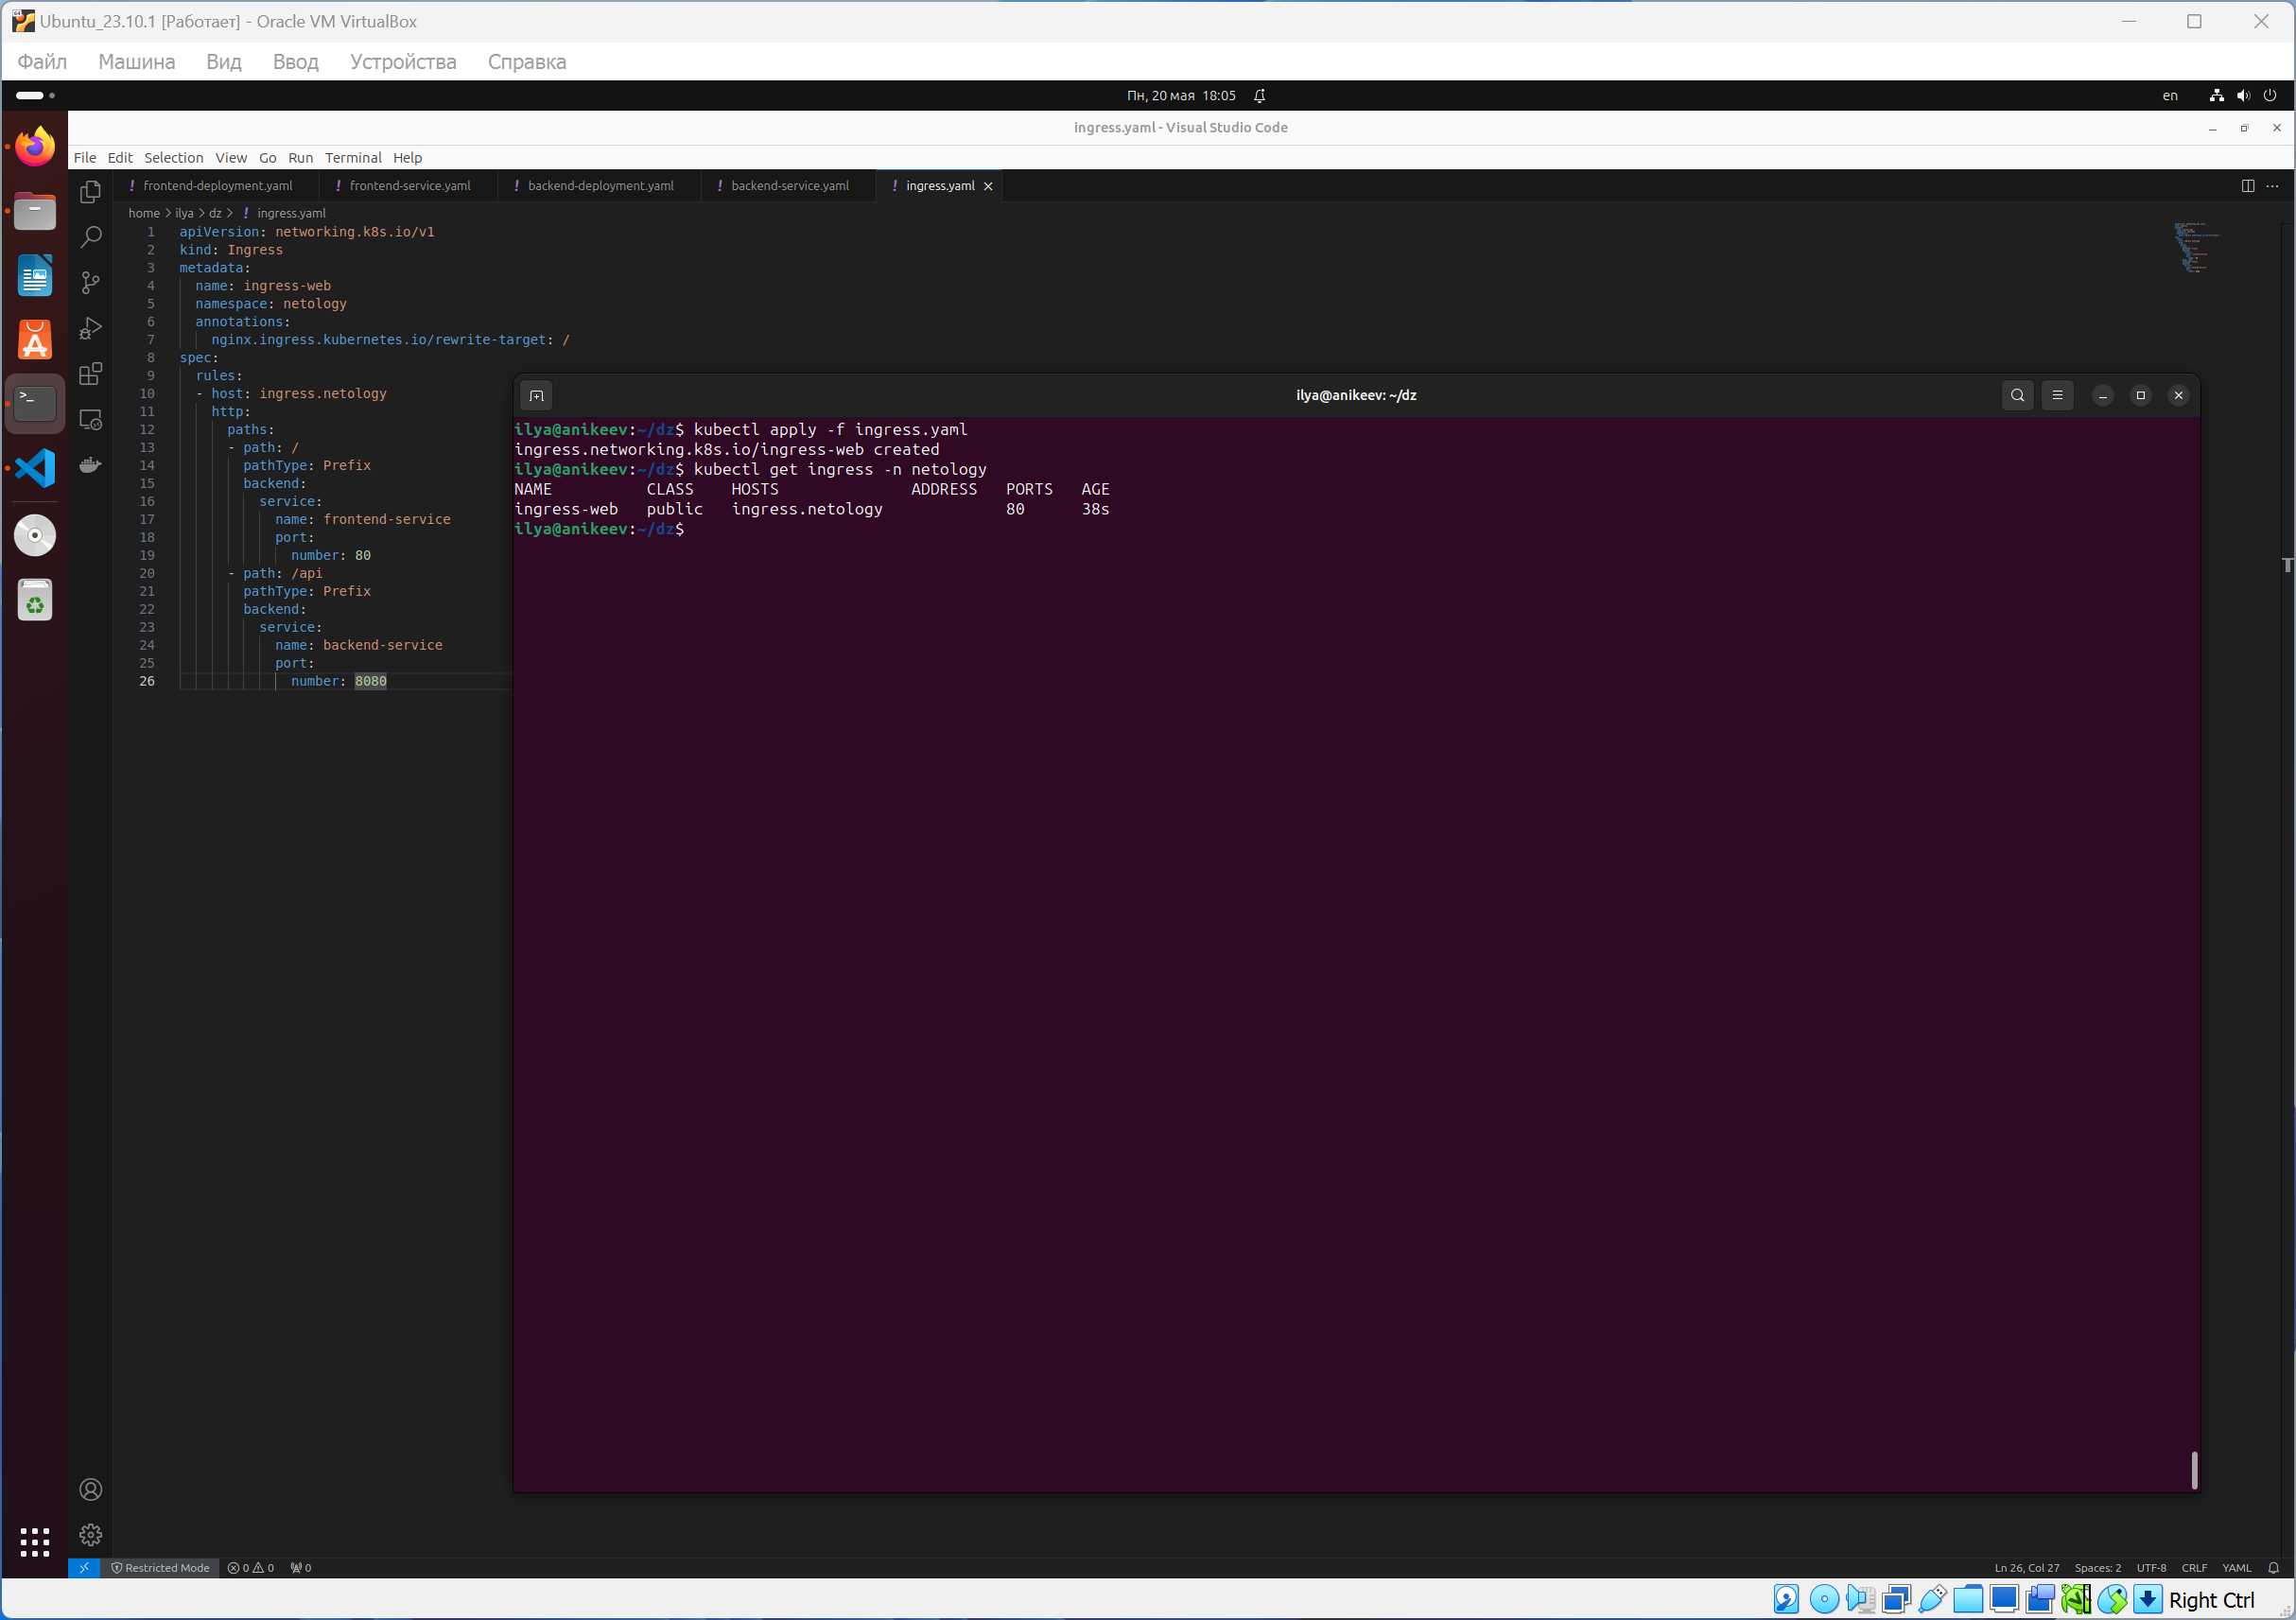 Ubuntu_23.10.1 [Работает] - Oracle VM VirtualBox
Файл Машина Вид Ввод Устройства Справка
Пн, 20 мая 18:05
en
ingress.yaml - Visual Studio Code
File Edit Selection View Go Run Terminal Help
! frontend-deployment.yaml ! frontend-service.yaml ! backend-deployment.yaml ! backend-service.yaml ! ingress.yaml
home > ilya > dz > ! ingress.yaml
1 apiVersion: networking.k8s.io/v1
2 kind: Ingress
3 metadata:
4 name: ingress-web
5 namespace: netology
6 annotations:
7 nginx.ingress.kubernetes.io/rewrite-target: /
8 spec:
9 rules:
10 - host: ingress.netology
11 http:
12 paths:
13 - path: /
14 pathType: Prefix
15 backend:
16 service:
17 name: frontend-service
18 port:
19 number: 80
20 - path: /api
21 pathType: Prefix
22 backend:
23 service:
24 name: backend-service
25 port:
26 number: 8080
ilya@anikeev: ~/dz
ilya@anikeev:~/dz$ kubectl apply -f ingress.yaml
ingress.networking.k8s.io/ingress-web created
ilya@anikeev:~/dz$ kubectl get ingress -n netology
NAME CLASS HOSTS ADDRESS PORTS AGE
ingress-web public ingress.netology 80 38s
ilya@anikeev:~/dz$
Restricted Mode 0 0 0
Ln 26, Col 27 Spaces: 2 UTF-8 CRLF YAML
Right Ctrl